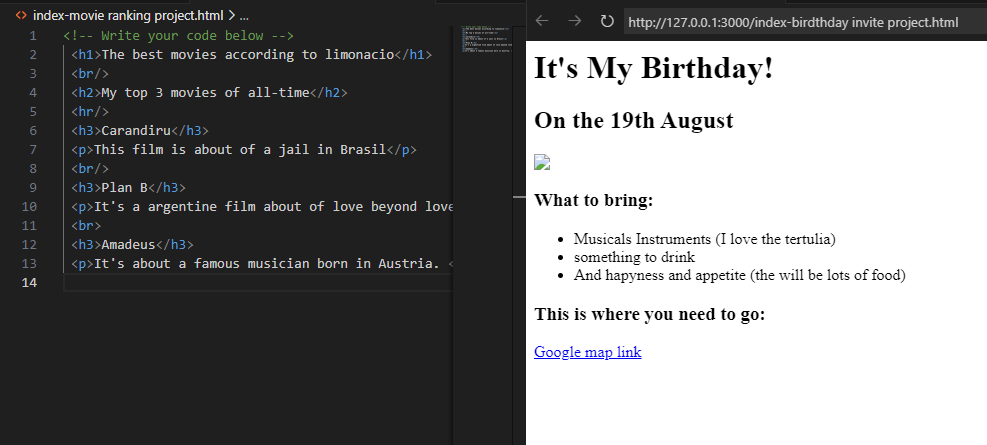 index-movie ranking project.html > ...
1 <!-- Write your code below -->
2 <h1>The best movies according to limonacio</h1>
3 <br/>
4 <h2>My top 3 movies of all-time</h2>
5 <hr/>
6 <h3>Carandiru</h3>
7 <p>This film is about of a jail in Brasil</p>
8 <br/>
9 <h3>Plan B</h3>
10 <p>It's a argentine film about of love beyond love
11 <br>
12 <h3>Amadeus</h3>
13 <p>It's about a famous musician born in Austria. <
14
http://127.0.0.1:3000/index-birdthday invite project.html
It's My Birthday!
On the 19th August
What to bring:
Musicals Instruments (I love the tertulia)
something to drink
And hapyness and appetite (the will be lots of food)
This is where you need to go:
Google map link